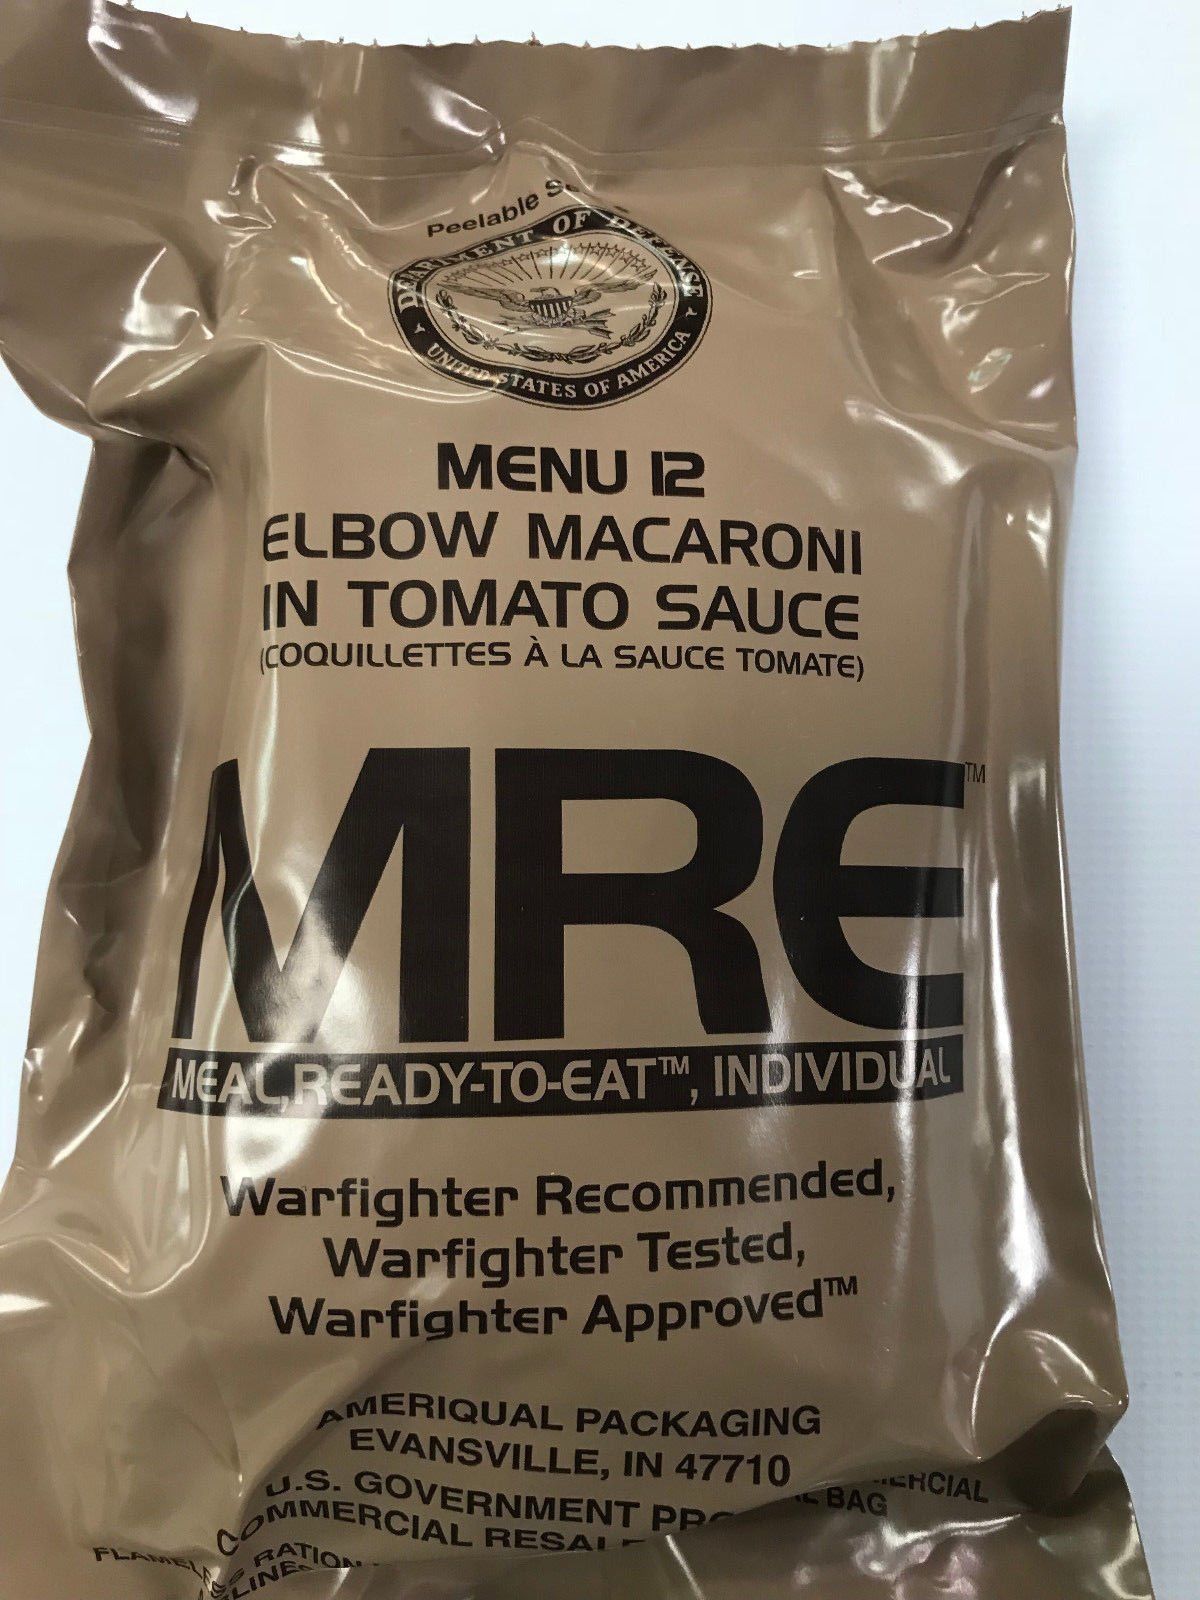 Peelable
DEPARTMENT OF DEFENSE
UNITED STATES OF AMERICA
MENU 12
ELBOW MACARONI
IN TOMATO SAUCE
(COQUILLETTES À LA SAUCE TOMATE)
MRE™
MEAL, READY-TO-EAT™, INDIVIDUAL
Warfighter Recommended,
Warfighter Tested,
Warfighter Approved™
AMERIQUAL PACKAGING
EVANSVILLE, IN 47710
U.S. GOVERNMENT
COMMERCIAL
RATION
BAG